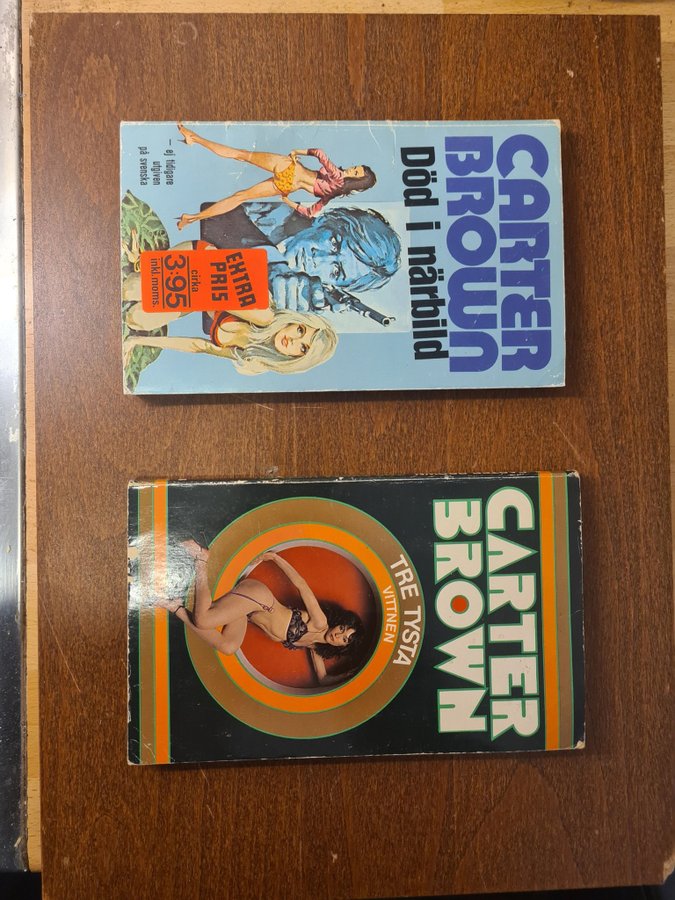 CARTER
BROWN
Död i närbild
EXTRA
PRIS
cirka
3:95
inkl.moms.
— ej tidigare
utgiven
på svenska
CARTER
BROWN
TRE TYSTA
VITTNEN